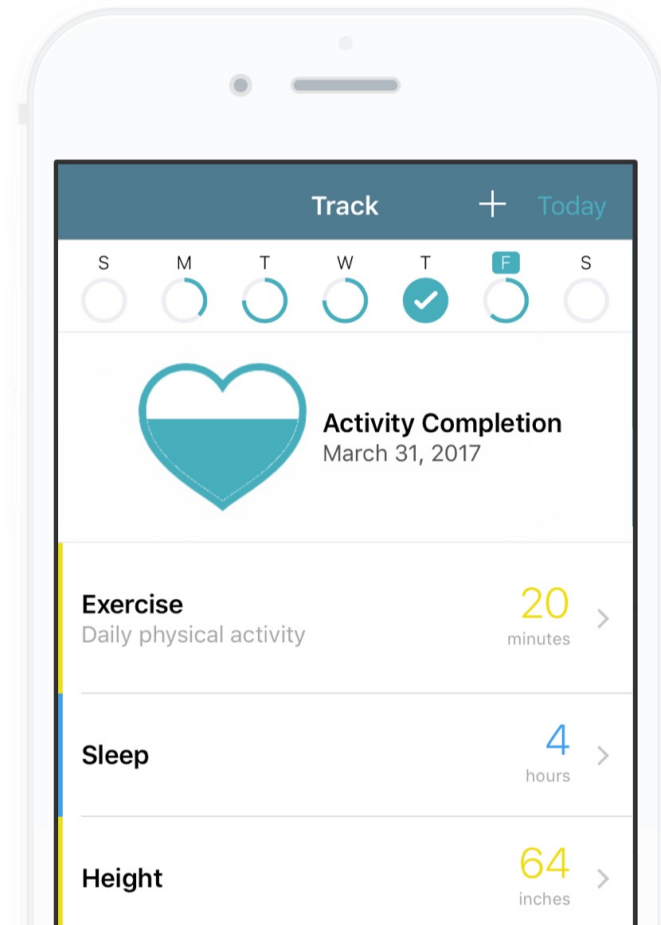 Track + Today
S M T W T F S
Activity Completion
March 31, 2017
Exercise
Daily physical activity
20
minutes
Sleep
4
hours
Height
64
inches